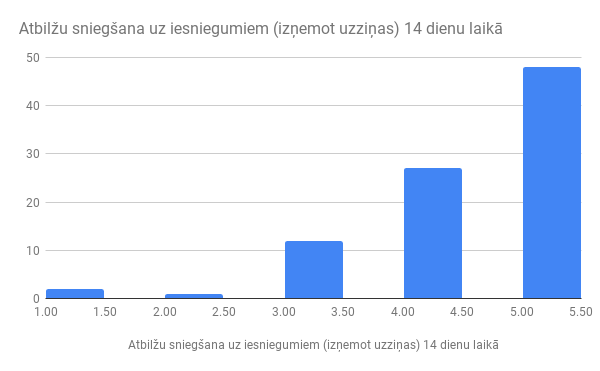 Atbilžu sniegšana uz iesniegumiem (izņemot uzziņas) 14 dienu laikā
50
40
30
20
10
0
1.00 1.50 2.00 2.50 3.00 3.50 4.00 4.50 5.00 5.50
Atbilžu sniegšana uz iesniegumiem (izņemot uzziņas) 14 dienu laikā